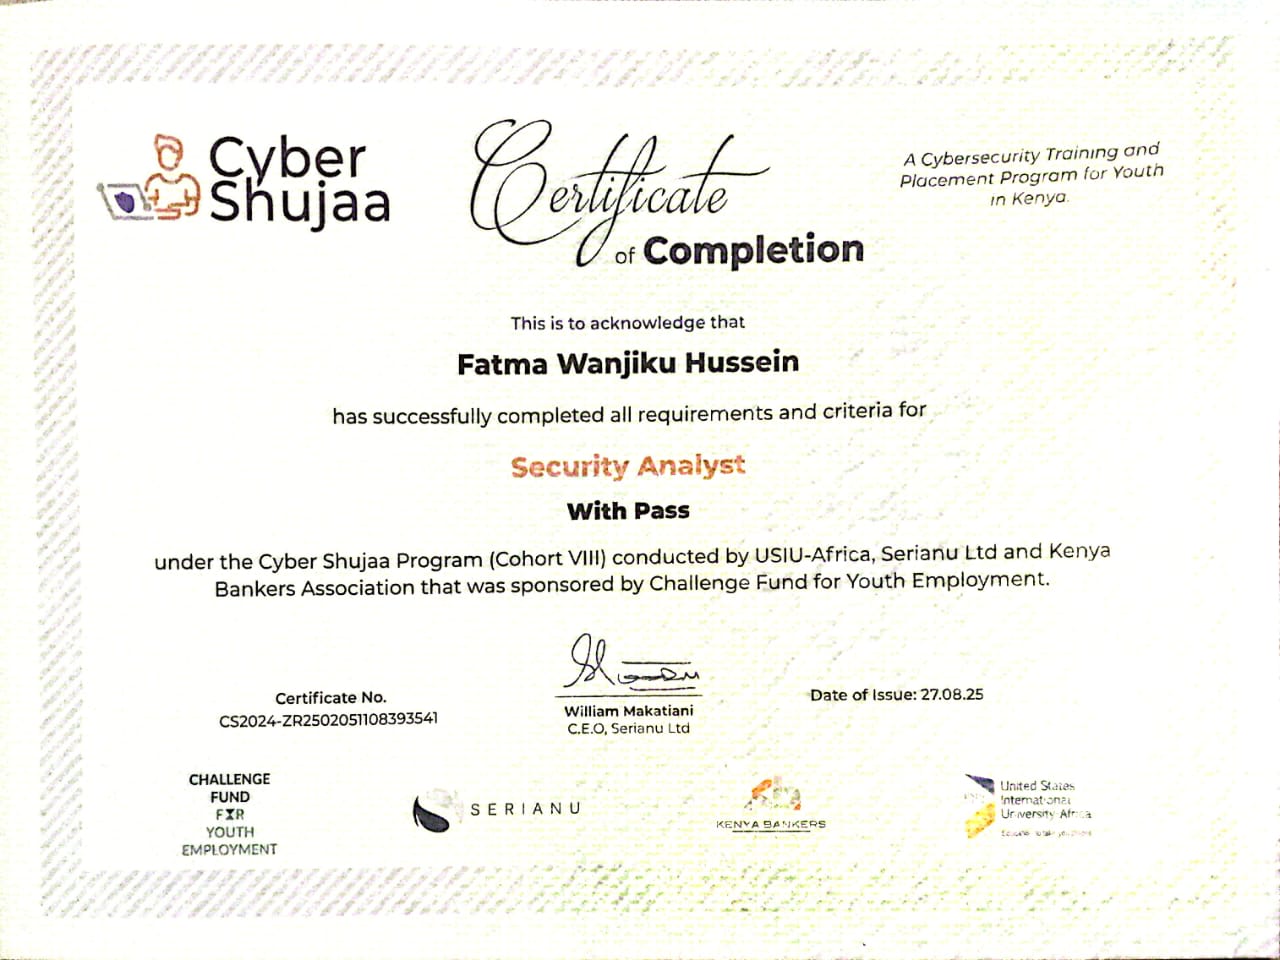 Cyber
Shujaa
Certificate
of Completion
A Cybersecurity Training and
Placement Program for Youth
in Kenya.
This is to acknowledge that
Fatma Wanjiku Hussein
has successfully completed all requirements and criteria for
Security Analyst
With Pass
under the Cyber Shujaa Program (Cohort VIII) conducted by USIU-Africa, Serianu Ltd and Kenya
Bankers Association that was sponsored by Challenge Fund for Youth Employment.
Certificate No.
CS2024-ZR2502051108393541
William Makatiani
C.E.O, Serianu Ltd
Date of Issue: 27.08.25
CHALLENGE
FUND
FOR
YOUTH
EMPLOYMENT
SERIANU
KENYA BANKERS
United States
International
University-Africa